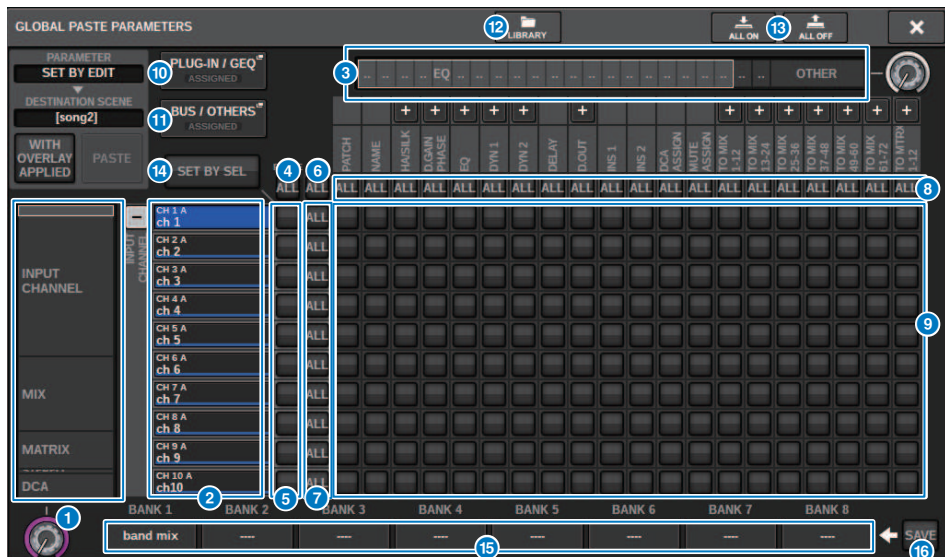 GLOBAL PASTE PARAMETERS
12
LIBRARY
ALL ON
13
ALL OFF
PARAMETER
SET BY EDIT
DESTINATION SCENE
[song2]
WITH OVERLAY APPLIED
PASTE
10
PLUG-IN / GEQ
ASSIGNED
11
BUS / OTHERS
ASSIGNED
14
SET BY SEL
3
.. .. .. .. EQ .. .. .. .. .. .. .. .. .. .. .. .. .. .. .. OTHER
+ + + + + + + + + + + + +
PATCH
NAME
HA/SILK
D.GAIN PHASE
EQ
DYN 1
DYN 2
DELAY
D.OUT
INS 1
INS 2
DCA ASSIGN
MUTE ASSIGN
TO MIX 1-12
TO MIX 13-24
TO MIX 25-36
TO MIX 37-48
TO MIX 49-60
TO MIX 61-72
TO MTRX 1-12
4
6
ALL ALL ALL ALL ALL ALL ALL ALL ALL ALL ALL ALL ALL ALL ALL ALL ALL ALL ALL ALL ALL ALL
8
INPUT CHANNEL
MIX
MATRIX
DCA
INPUT CHANNEL
CH 1 A
ch 1
ALL
CH 2 A
ch 2
ALL
CH 3 A
ch 3
ALL
CH 4 A
ch 4
ALL
CH 5 A
ch 5
ALL
9
CH 6 A
ch 6
ALL
CH 7 A
ch 7
ALL
CH 8 A
ch 8
ALL
CH 9 A
ch 9
ALL
CH 10 A
ch10
ALL
1
2
5
7
BANK 1 BANK 2 BANK 3 BANK 4 BANK 5 BANK 6 BANK 7 BANK 8
band mix ---- ---- ---- ---- ---- ---- ----
15
SAVE
16